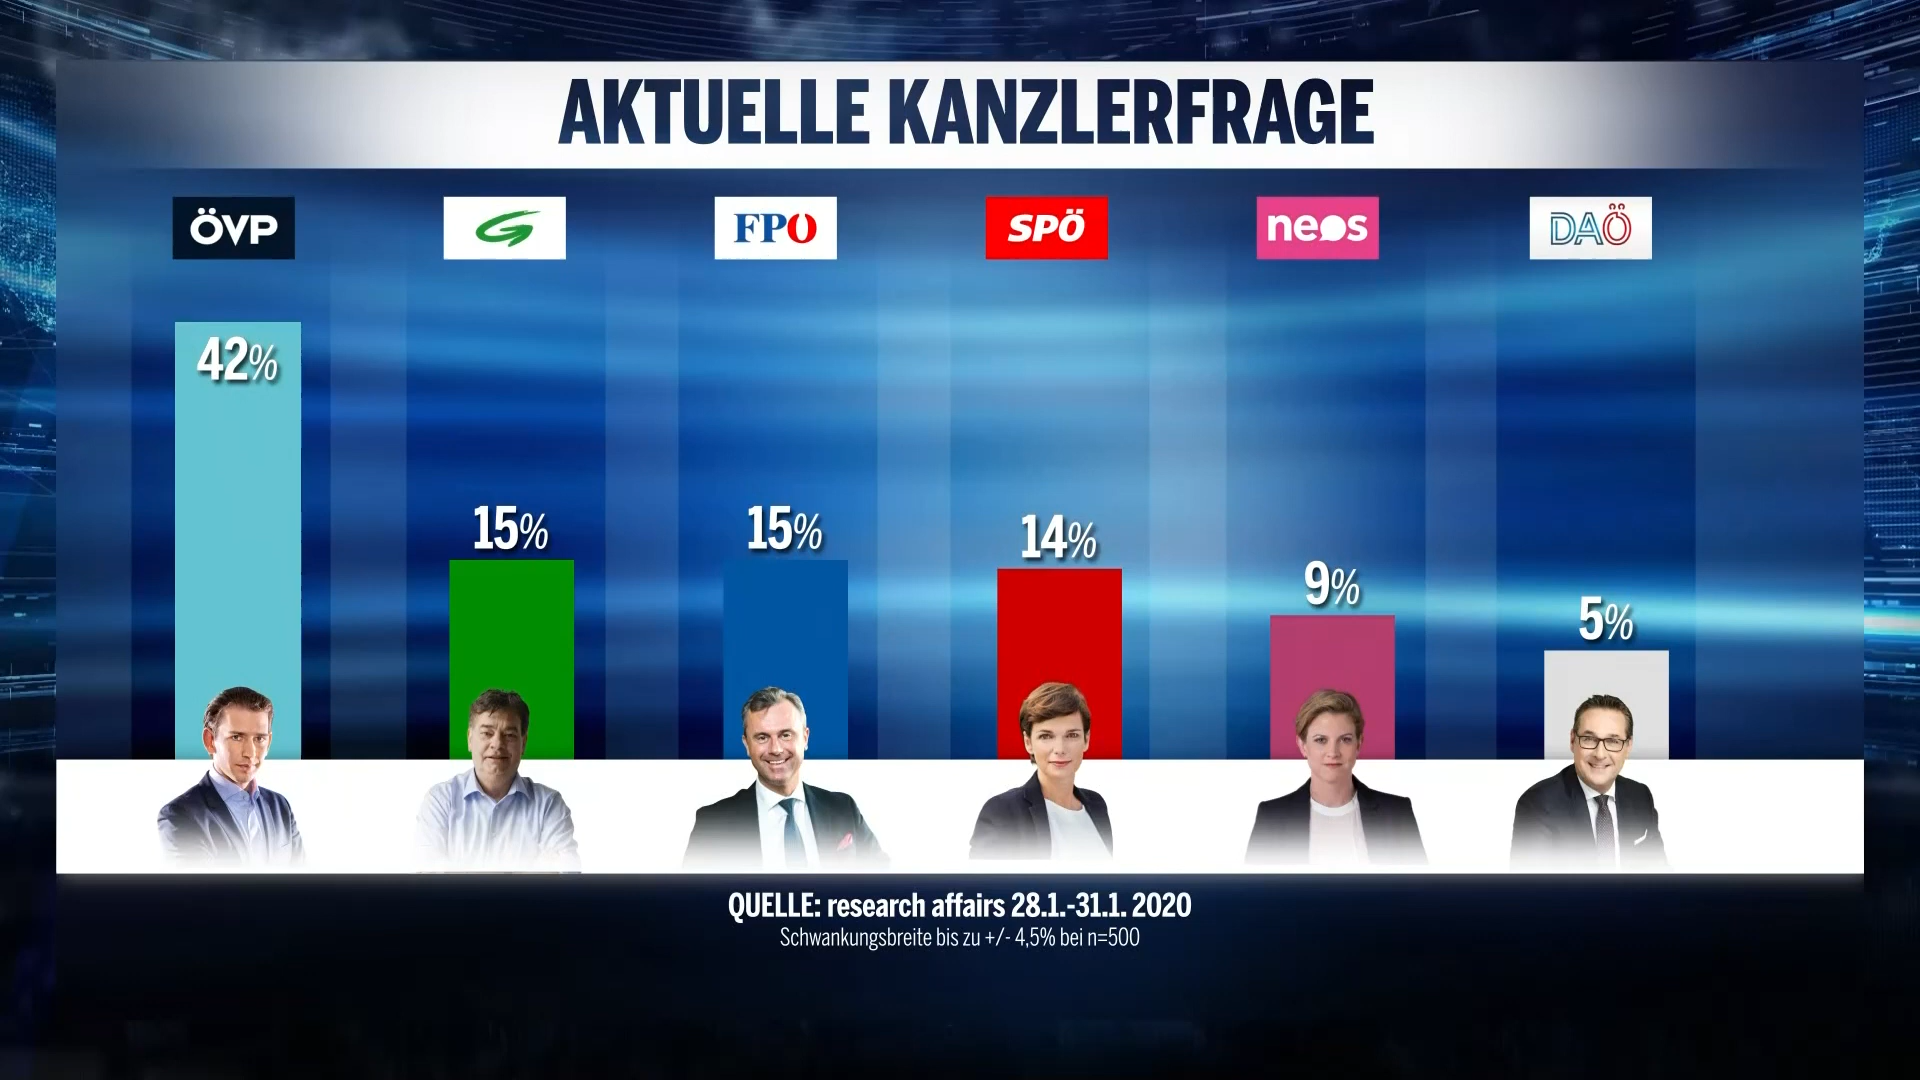 AKTUELLE KANZLERFRAGE
ÖVP
G
FPÖ
SPÖ
neos
DAÖ
42%
15%
15%
14%
9%
5%
QUELLE: research affairs 28.1.-31.1. 2020
Schwankungsbreite bis zu +/- 4,5% bei n=500